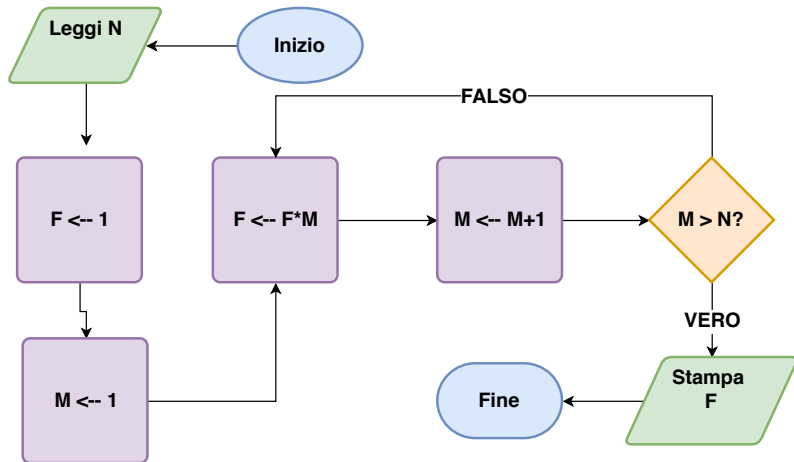 Inizio
Leggi N
F <-- 1
M <-- 1
F <-- F*M
M <-- M+1
M > N?
FALSO
VERO
Stampa
F
Fine